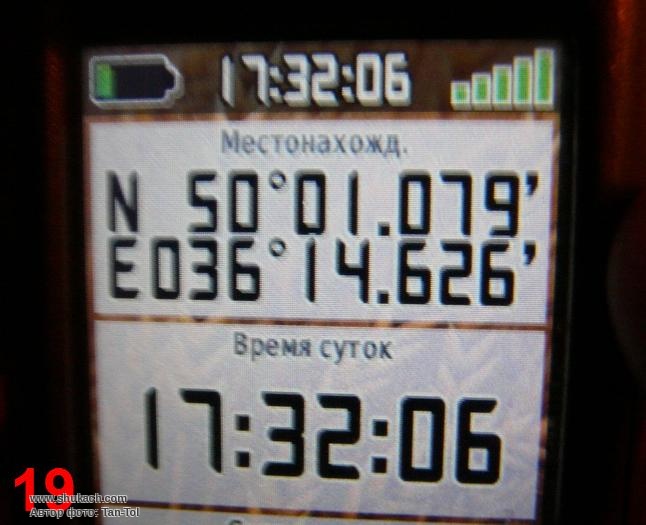 17:32:06
Местонахожд.
N 50°01.079'
E036°14.626'
Время суток
17:32:06
19
www.shukach.com
Автор фото: Tan-Tol